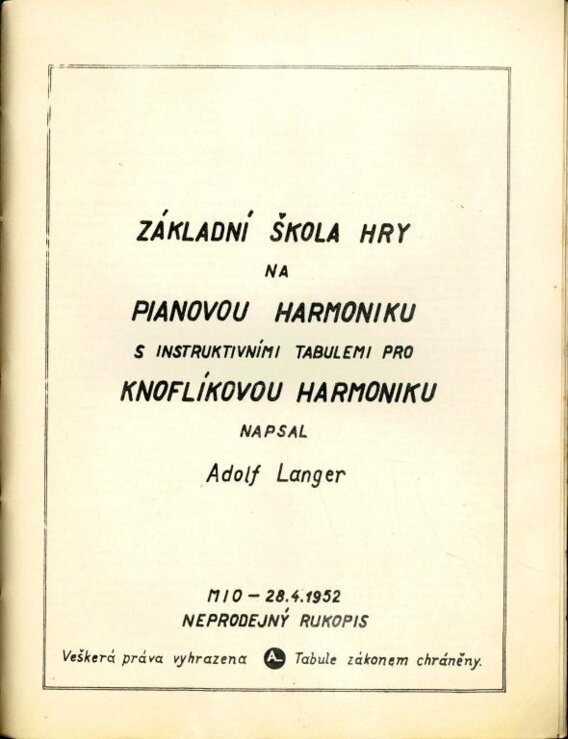 ZÁKLADNÍ ŠKOLA HRY
NA
PIANOVOU HARMONIKU
S INSTRUKTIVNÍMI TABULEMI PRO
KNOFLÍKOVOU HARMONIKU
NAPSAL
Adolf Langer
MIO – 28.4.1952
NEPRODEJNÝ RUKOPIS
Veškerá práva vyhrazena AL Tabule zákonem chráněny.